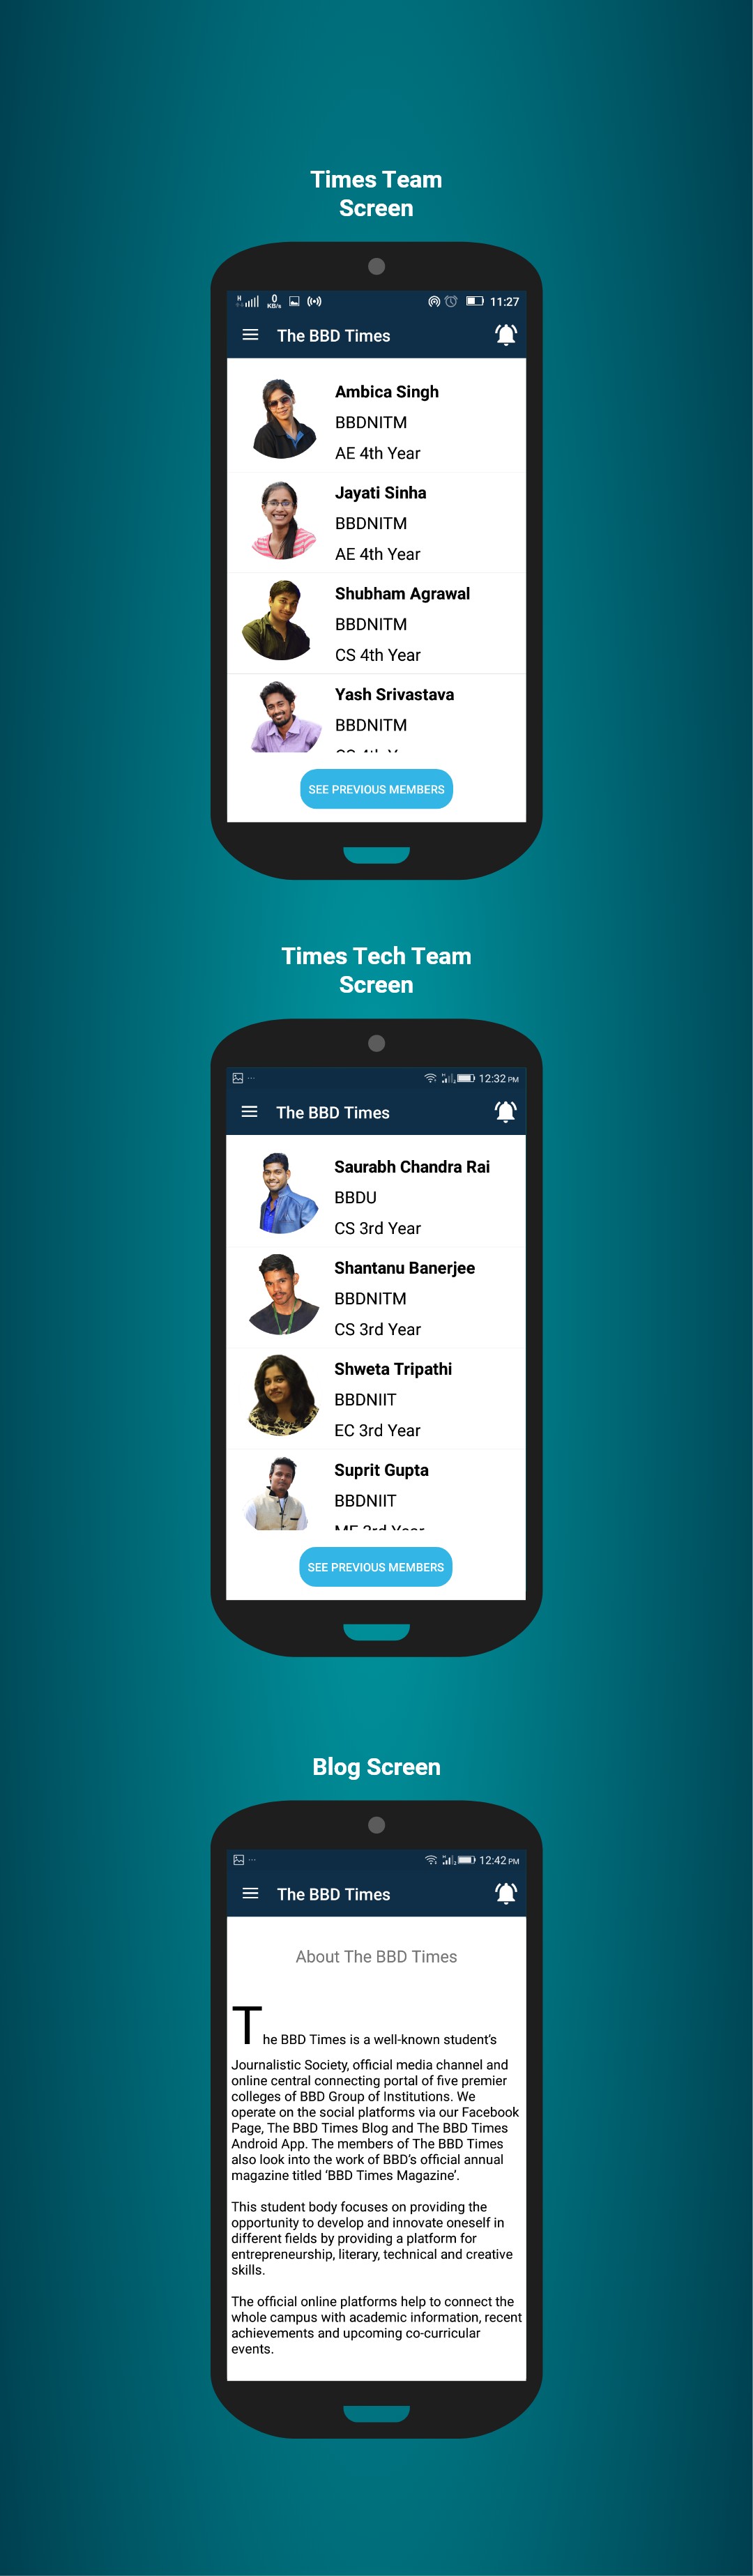 Times Team
Screen
H
0
KB/s
11:27
The BBD Times
Ambica Singh
BBDNITM
AE 4th Year
Jayati Sinha
BBDNITM
AE 4th Year
Shubham Agrawal
BBDNITM
CS 4th Year
Yash Srivastava
BBDNITM
SEE PREVIOUS MEMBERS
Times Tech Team
Screen
12:32 PM
The BBD Times
Saurabh Chandra Rai
BBDU
CS 3rd Year
Shantanu Banerjee
BBDNITM
CS 3rd Year
Shweta Tripathi
BBDNIIT
EC 3rd Year
Suprit Gupta
BBDNIIT
ME 3rd Year
SEE PREVIOUS MEMBERS
Blog Screen
12:42 PM
The BBD Times
About The BBD Times
The BBD Times is a well-known student’s
Journalistic Society, official media channel and
online central connecting portal of five premier
colleges of BBD Group of Institutions. We
operate on the social platforms via our Facebook
Page, The BBD Times Blog and The BBD Times
Android App. The members of The BBD Times
also look into the work of BBD’s official annual
magazine titled ‘BBD Times Magazine’.
This student body focuses on providing the
opportunity to develop and innovate oneself in
different fields by providing a platform for
entrepreneurship, literary, technical and creative
skills.
The official online platforms help to connect the
whole campus with academic information, recent
achievements and upcoming co-curricular
events.